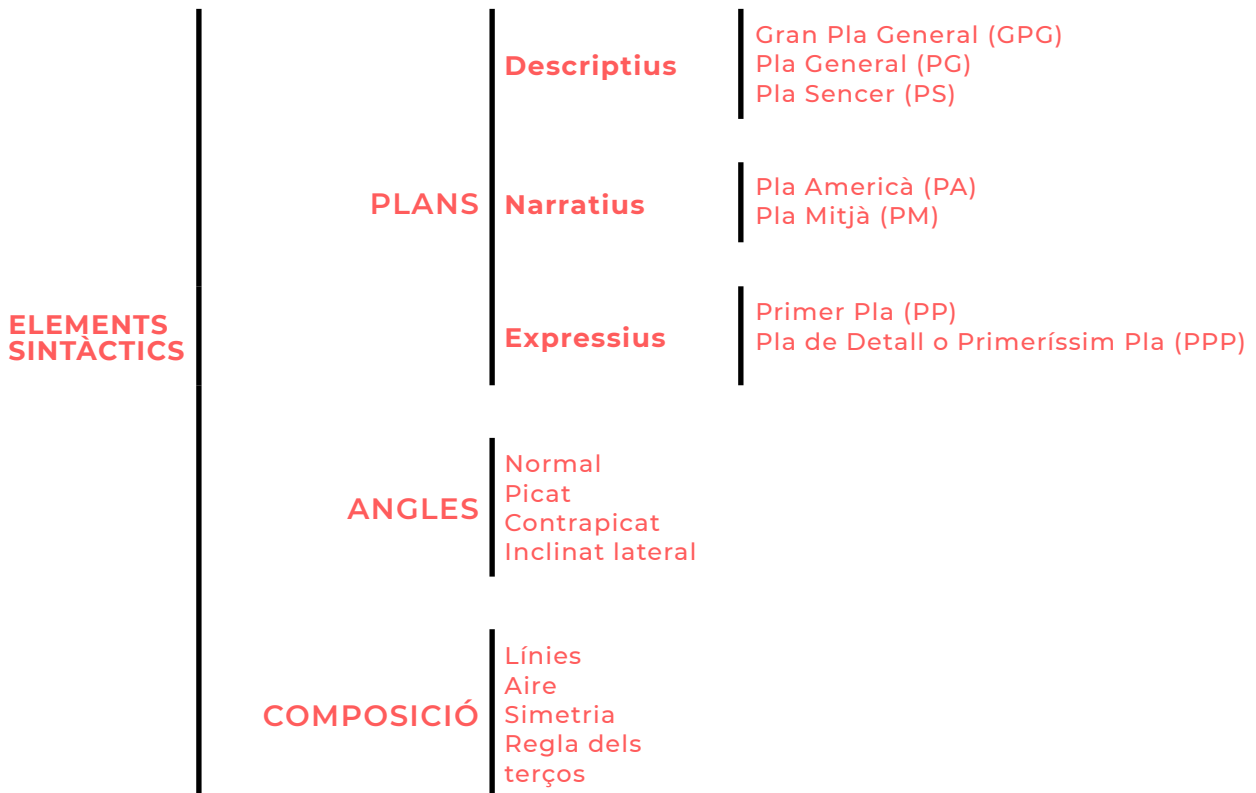 ELEMENTS
SINTÀCTICS
PLANS
Descriptius
Gran Pla General (GPG)
Pla General (PG)
Pla Sencer (PS)
Narratius
Pla Americà (PA)
Pla Mitjà (PM)
Expressius
Primer Pla (PP)
Pla de Detall o Primeríssim Pla (PPP)
ANGLES
Normal
Picat
Contrapicat
Inclinat lateral
COMPOSICIÓ
Línies
Aire
Simetria
Regla dels
terços